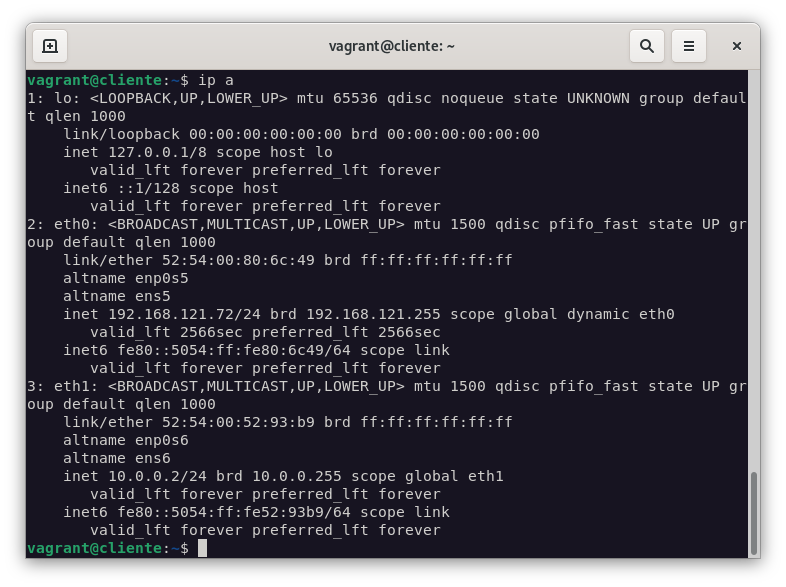 vagrant@cliente: ~
vagrant@cliente:~$ ip a
1: lo: <LOOPBACK,UP,LOWER_UP> mtu 65536 qdisc noqueue state UNKNOWN group defaul
t qlen 1000
    link/loopback 00:00:00:00:00:00 brd 00:00:00:00:00:00
    inet 127.0.0.1/8 scope host lo
       valid_lft forever preferred_lft forever
    inet6 ::1/128 scope host
       valid_lft forever preferred_lft forever
2: eth0: <BROADCAST,MULTICAST,UP,LOWER_UP> mtu 1500 qdisc pfifo_fast state UP gr
oup default qlen 1000
    link/ether 52:54:00:80:6c:49 brd ff:ff:ff:ff:ff:ff
    altname enp0s5
    altname ens5
    inet 192.168.121.72/24 brd 192.168.121.255 scope global dynamic eth0
       valid_lft 2566sec preferred_lft 2566sec
    inet6 fe80::5054:ff:fe80:6c49/64 scope link
       valid_lft forever preferred_lft forever
3: eth1: <BROADCAST,MULTICAST,UP,LOWER_UP> mtu 1500 qdisc pfifo_fast state UP gr
oup default qlen 1000
    link/ether 52:54:00:52:93:b9 brd ff:ff:ff:ff:ff:ff
    altname enp0s6
    altname ens6
    inet 10.0.0.2/24 brd 10.0.0.255 scope global eth1
       valid_lft forever preferred_lft forever
    inet6 fe80::5054:ff:fe52:93b9/64 scope link
       valid_lft forever preferred_lft forever
vagrant@cliente:~$